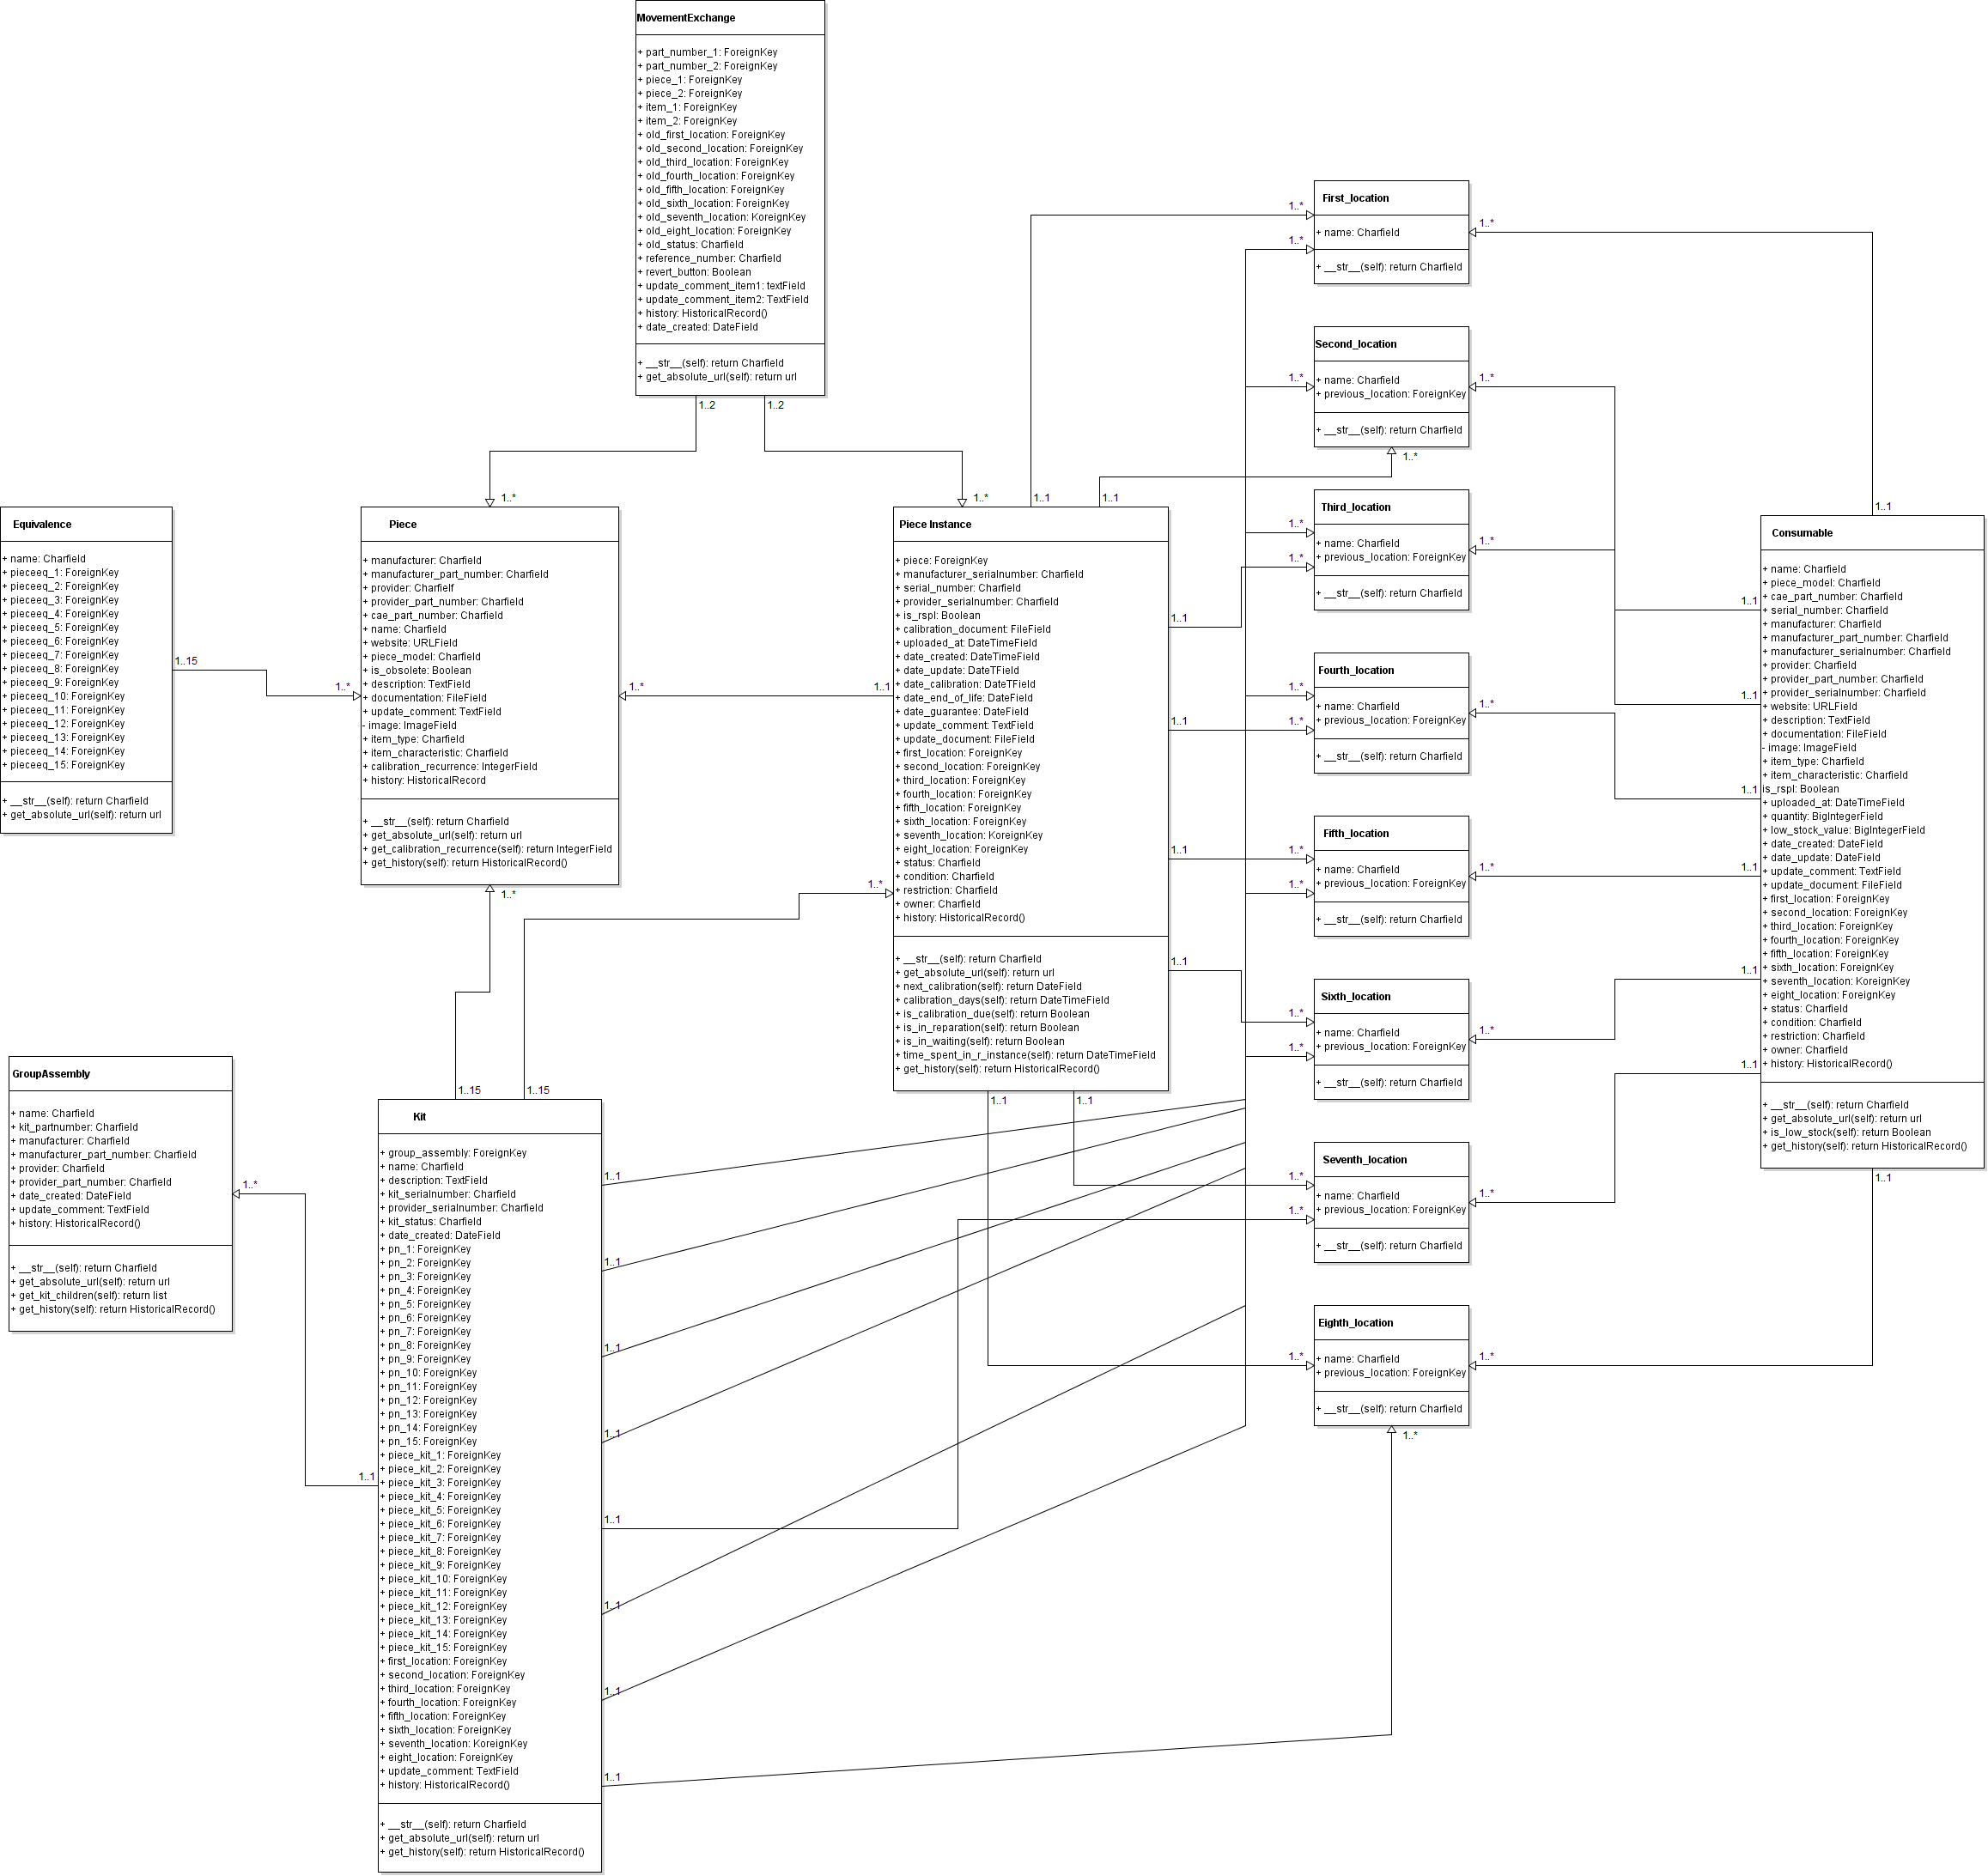 MovementExchange
+ part_number_1: ForeignKey
+ part_number_2: ForeignKey
+ piece_1: ForeignKey
+ piece_2: ForeignKey
+ item_1: ForeignKey
+ item_2: ForeignKey
+ old_first_location: ForeignKey
+ old_second_location: ForeignKey
+ old_third_location: ForeignKey
+ old_fourth_location: ForeignKey
+ old_fifth_location: ForeignKey
+ old_sixth_location: ForeignKey
+ old_seventh_location: KoreignKey
+ old_eight_location: ForeignKey
+ old_status: Charfield
+ reference_number: Charfield
+ revert_button: Boolean
+ update_comment_item1: textField
+ update_comment_item2: TextField
+ history: HistoricalRecord()
+ date_created: DateField
+ __str__(self): return Charfield
+ get_absolute_url(self): return url
1..2
1..2
1..*
1..*
Equivalence
+ name: Charfield
+ pieceeq_1: ForeignKey
+ pieceeq_2: ForeignKey
+ pieceeq_3: ForeignKey
+ pieceeq_4: ForeignKey
+ pieceeq_5: ForeignKey
+ pieceeq_6: ForeignKey
+ pieceeq_7: ForeignKey
+ pieceeq_8: ForeignKey
+ pieceeq_9: ForeignKey
+ pieceeq_10: ForeignKey
+ pieceeq_11: ForeignKey
+ pieceeq_12: ForeignKey
+ pieceeq_13: ForeignKey
+ pieceeq_14: ForeignKey
+ pieceeq_15: ForeignKey
+ __str__(self): return Charfield
+ get_absolute_url(self): return url
1..15
1..*
Piece
+ manufacturer: Charfield
+ manufacturer_part_number: Charfield
+ provider: Charfielf
+ provider_part_number: Charfield
+ cae_part_number: Charfield
+ name: Charfield
+ website: URLField
+ piece_model: Charfield
+ is_obsolete: Boolean
+ description: TextField
+ documentation: FileField
+ update_comment: TextField
- image: ImageField
+ item_type: Charfield
+ item_characteristic: Charfield
+ calibration_recurrence: IntegerField
+ history: HistoricalRecord
+ __str__(self): return Charfield
+ get_absolute_url(self): return url
+ get_calibration_recurrence(self): return IntegerField
+ get_history(self): return HistoricalRecord()
1..*
1..*
1..1
1..*
Piece Instance
+ piece: ForeignKey
+ manufacturer_serialnumber: Charfield
+ serial_number: Charfield
+ provider_serialnumber: Charfield
+ is_rspl: Boolean
+ calibration_document: FileField
+ uploaded_at: DateTimeField
+ date_created: DateTimeField
+ date_update: DateTField
+ date_calibration: DateTField
+ date_end_of_life: DateField
+ date_guarantee: DateField
+ update_comment: TextField
+ update_document: FileField
+ first_location: ForeignKey
+ second_location: ForeignKey
+ third_location: ForeignKey
+ fourth_location: ForeignKey
+ fifth_location: ForeignKey
+ sixth_location: ForeignKey
+ seventh_location: KoreignKey
+ eight_location: ForeignKey
+ status: Charfield
+ condition: Charfield
+ restriction: Charfield
+ owner: Charfield
+ history: HistoricalRecord()
+ __str__(self): return Charfield
+ get_absolute_url(self): return url
+ next_calibration(self): return DateField
+ calibration_days(self): return DateTimeField
+ is_calibration_due(self): return Boolean
+ is_in_reparation(self): return Boolean
+ is_in_waiting(self): return Boolean
+ time_spent_in_r_instance(self): return DateTimeField
+ get_history(self): return HistoricalRecord()
1..1
1..1
1..1
1..1
1..1
1..1
1..1
1..1
First_location
+ name: Charfield
+ __str__(self): return Charfield
1..*
1..*
1..*
Second_location
+ name: Charfield
+ previous_location: ForeignKey
+ __str__(self): return Charfield
1..*
1..*
1..*
Third_location
+ name: Charfield
+ previous_location: ForeignKey
+ __str__(self): return Charfield
1..*
1..*
1..*
Fourth_location
+ name: Charfield
+ previous_location: ForeignKey
+ __str__(self): return Charfield
1..*
1..*
1..*
Fifth_location
+ name: Charfield
+ previous_location: ForeignKey
+ __str__(self): return Charfield
1..*
1..*
1..*
Sixth_location
+ name: Charfield
+ previous_location: ForeignKey
+ __str__(self): return Charfield
1..*
1..*
1..*
Seventh_location
+ name: Charfield
+ previous_location: ForeignKey
+ __str__(self): return Charfield
1..*
1..*
1..*
Eighth_location
+ name: Charfield
+ previous_location: ForeignKey
+ __str__(self): return Charfield
1..*
1..*
1..*
Consumable
+ name: Charfield
+ piece_model: Charfield
+ cae_part_number: Charfield
+ serial_number: Charfield
+ manufacturer: Charfield
+ manufacturer_part_number: Charfield
+ manufacturer_serialnumber: Charfield
+ provider: Charfield
+ provider_part_number: Charfield
+ provider_serialnumber: Charfield
+ website: URLField
+ description: TextField
+ documentation: FileField
- image: ImageField
+ item_type: Charfield
+ item_characteristic: Charfield
is_rspl: Boolean
+ uploaded_at: DateTimeField
+ quantity: BigIntegerField
+ low_stock_value: BigIntegerField
+ date_created: DateField
+ date_update: DateField
+ update_comment: TextField
+ update_document: FileField
+ first_location: ForeignKey
+ second_location: ForeignKey
+ third_location: ForeignKey
+ fourth_location: ForeignKey
+ fifth_location: ForeignKey
+ sixth_location: ForeignKey
+ seventh_location: KoreignKey
+ eight_location: ForeignKey
+ status: Charfield
+ condition: Charfield
+ restriction: Charfield
+ owner: Charfield
+ history: HistoricalRecord()
+ __str__(self): return Charfield
+ get_absolute_url(self): return url
+ is_low_stock(self): return Boolean
+ get_history(self): return HistoricalRecord()
1..1
1..1
1..1
1..1
1..1
1..1
1..1
1..1
GroupAssembly
+ name: Charfield
+ kit_partnumber: Charfield
+ manufacturer: Charfield
+ manufacturer_part_number: Charfield
+ provider: Charfield
+ provider_part_number: Charfield
+ date_created: DateField
+ update_comment: TextField
+ history: HistoricalRecord()
+ __str__(self): return Charfield
+ get_absolute_url(self): return url
+ get_kit_children(self): return list
+ get_history(self): return HistoricalRecord()
1..*
1..1
1..15
1..15
Kit
+ group_assembly: ForeignKey
+ name: Charfield
+ description: TextField
+ kit_serialnumber: Charfield
+ provider_serialnumber: Charfield
+ kit_status: Charfield
+ date_created: DateField
+ pn_1: ForeignKey
+ pn_2: ForeignKey
+ pn_3: ForeignKey
+ pn_4: ForeignKey
+ pn_5: ForeignKey
+ pn_6: ForeignKey
+ pn_7: ForeignKey
+ pn_8: ForeignKey
+ pn_9: ForeignKey
+ pn_10: ForeignKey
+ pn_11: ForeignKey
+ pn_12: ForeignKey
+ pn_13: ForeignKey
+ pn_14: ForeignKey
+ pn_15: ForeignKey
+ piece_kit_1: ForeignKey
+ piece_kit_2: ForeignKey
+ piece_kit_3: ForeignKey
+ piece_kit_4: ForeignKey
+ piece_kit_5: ForeignKey
+ piece_kit_6: ForeignKey
+ piece_kit_7: ForeignKey
+ piece_kit_8: ForeignKey
+ piece_kit_9: ForeignKey
+ piece_kit_10: ForeignKey
+ piece_kit_11: ForeignKey
+ piece_kit_12: ForeignKey
+ piece_kit_13: ForeignKey
+ piece_kit_14: ForeignKey
+ piece_kit_15: ForeignKey
+ first_location: ForeignKey
+ second_location: ForeignKey
+ third_location: ForeignKey
+ fourth_location: ForeignKey
+ fifth_location: ForeignKey
+ sixth_location: ForeignKey
+ seventh_location: KoreignKey
+ eight_location: ForeignKey
+ update_comment: TextField
+ history: HistoricalRecord()
+ __str__(self): return Charfield
+ get_absolute_url(self): return url
+ get_history(self): return HistoricalRecord()
1..1
1..1
1..1
1..1
1..1
1..1
1..1
1..1